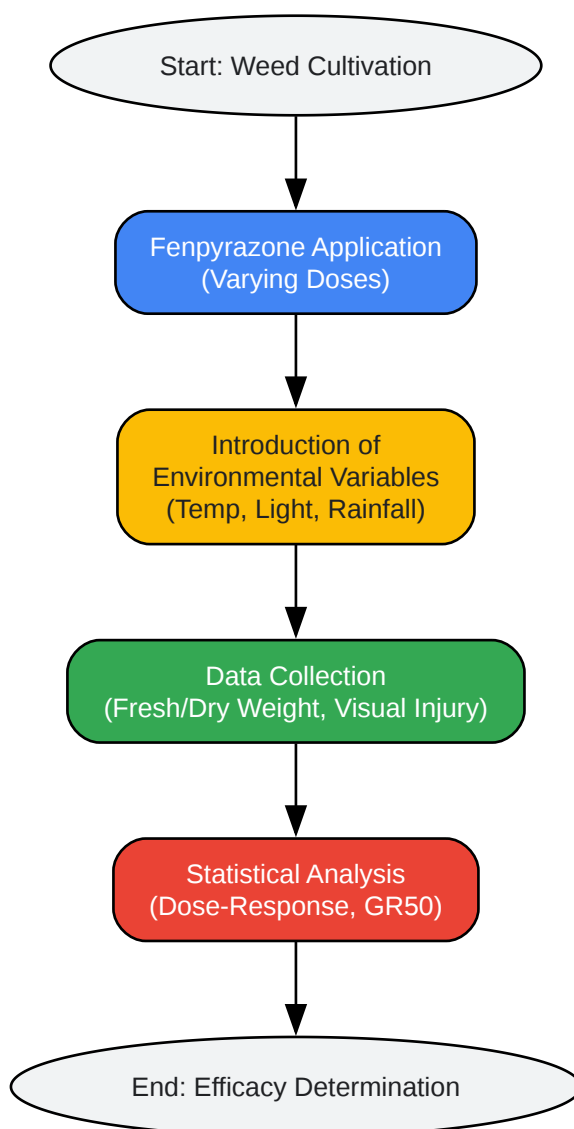 Start: Weed Cultivation
Fenpyrazone Application
(Varying Doses)
Introduction of
Environmental Variables
(Temp, Light, Rainfall)
Data Collection
(Fresh/Dry Weight, Visual Injury)
Statistical Analysis
(Dose-Response, GR50)
End: Efficacy Determination